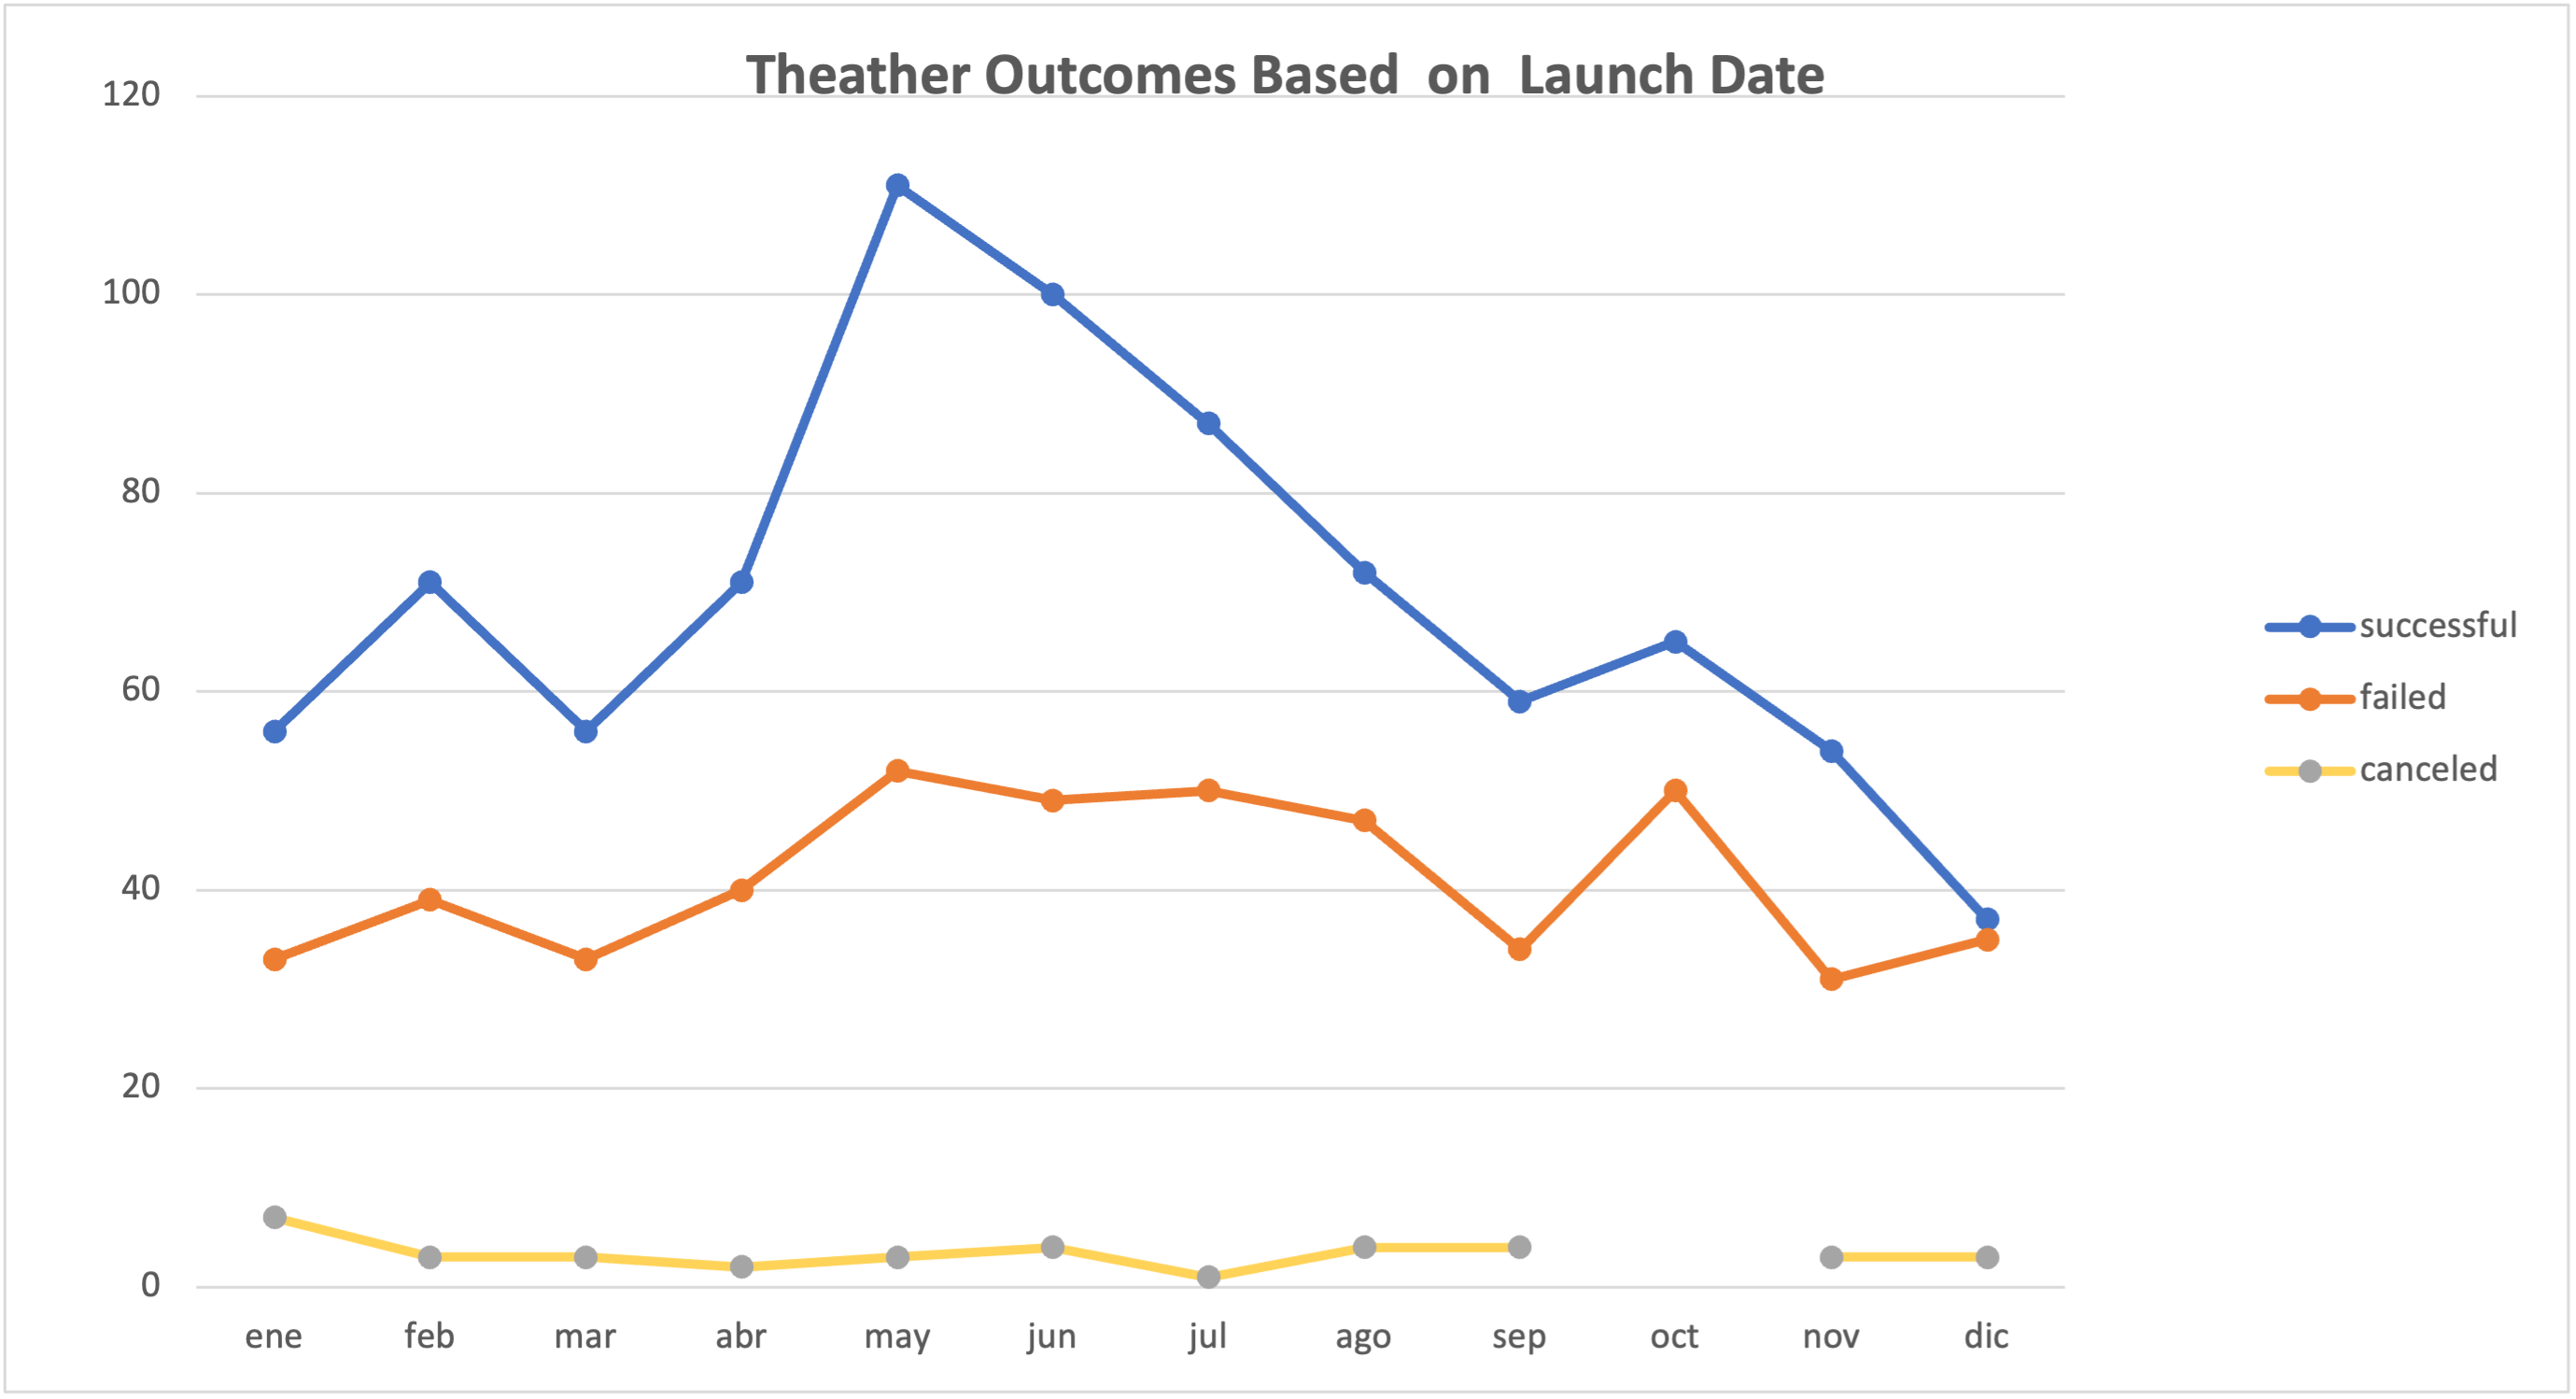 Theather Outcomes Based  on  Launch Date
120
100
80
60
40
20
0
ene feb mar abr may jun jul ago sep oct nov dic
successful
failed
canceled